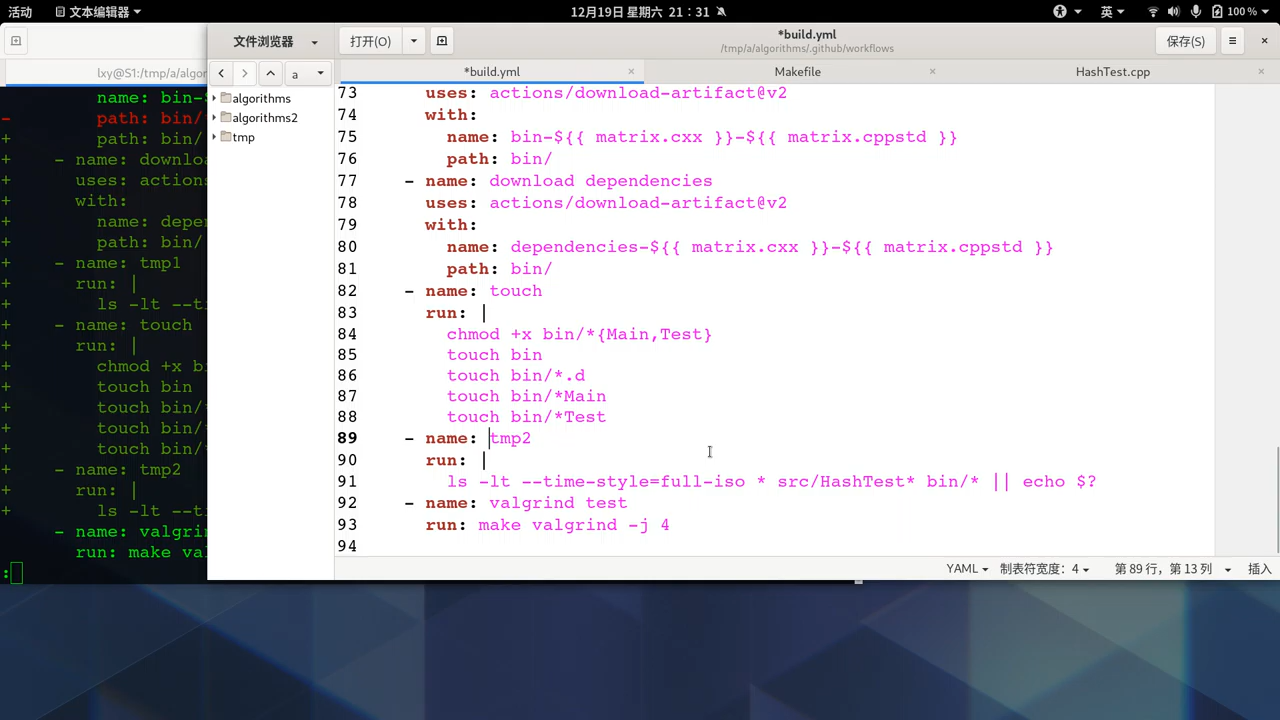 活动
文本编辑器
12月19日 星期六 21:31
英
100 %
文件浏览器
打开(O)
*build.yml
/tmp/a/algorithms/.github/workflows
保存(S)
lxy@S1:/tmp/a/algor
a
*build.yml
Makefile
HashTest.cpp
algorithms
algorithms2
tmp
name: bin-$
- path: bin/
+ path: bin/
+ - name: downlo
+ uses: actions
+ with:
+ name: depe
+ path: bin/
+ - name: tmp1
+ run: |
+ ls -lt --t
+ - name: touch
+ run: |
+ chmod +x b
+ touch bin
+ touch bin/
+ touch bin/
+ touch bin/
+ - name: tmp2
+ run: |
+ ls -lt --t
- name: valgri
run: make va
:
73 uses: actions/download-artifact@v2
74 with:
75 name: bin-${{ matrix.cxx }}-${{ matrix.cppstd }}
76 path: bin/
77 - name: download dependencies
78 uses: actions/download-artifact@v2
79 with:
80 name: dependencies-${{ matrix.cxx }}-${{ matrix.cppstd }}
81 path: bin/
82 - name: touch
83 run: |
84 chmod +x bin/*{Main,Test}
85 touch bin
86 touch bin/*.d
87 touch bin/*Main
88 touch bin/*Test
89 - name: tmp2
90 run: |
91 ls -lt --time-style=full-iso * src/HashTest* bin/* || echo $?
92 - name: valgrind test
93 run: make valgrind -j 4
94
YAML
制表符宽度：4
第 89 行，第 13 列
插入